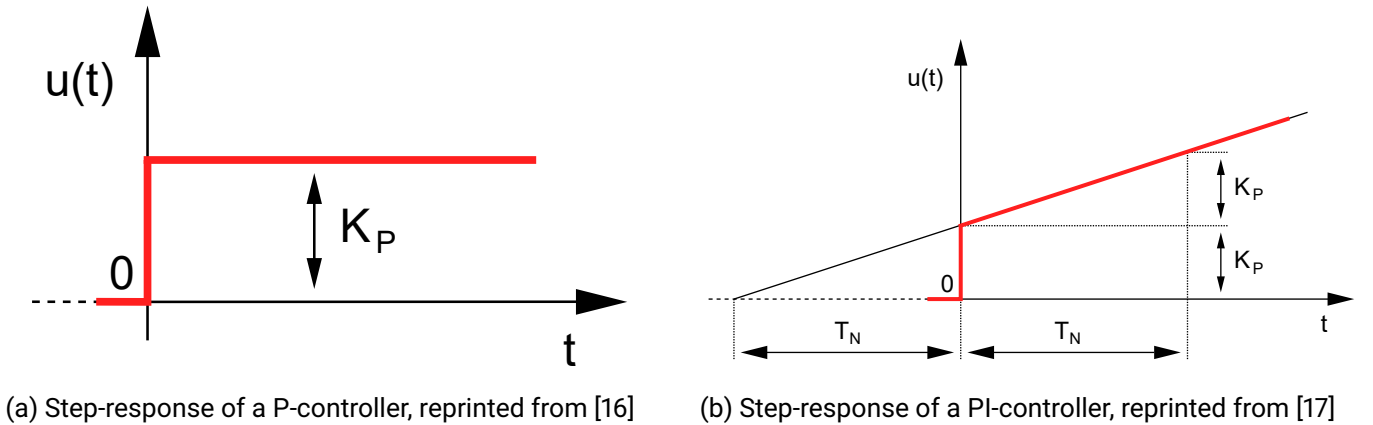 u(t)
0
K_P
t
(a) Step-response of a P-controller, reprinted from [16]
u(t)
K_P
K_P
0
t
T_N
T_N
(b) Step-response of a PI-controller, reprinted from [17]